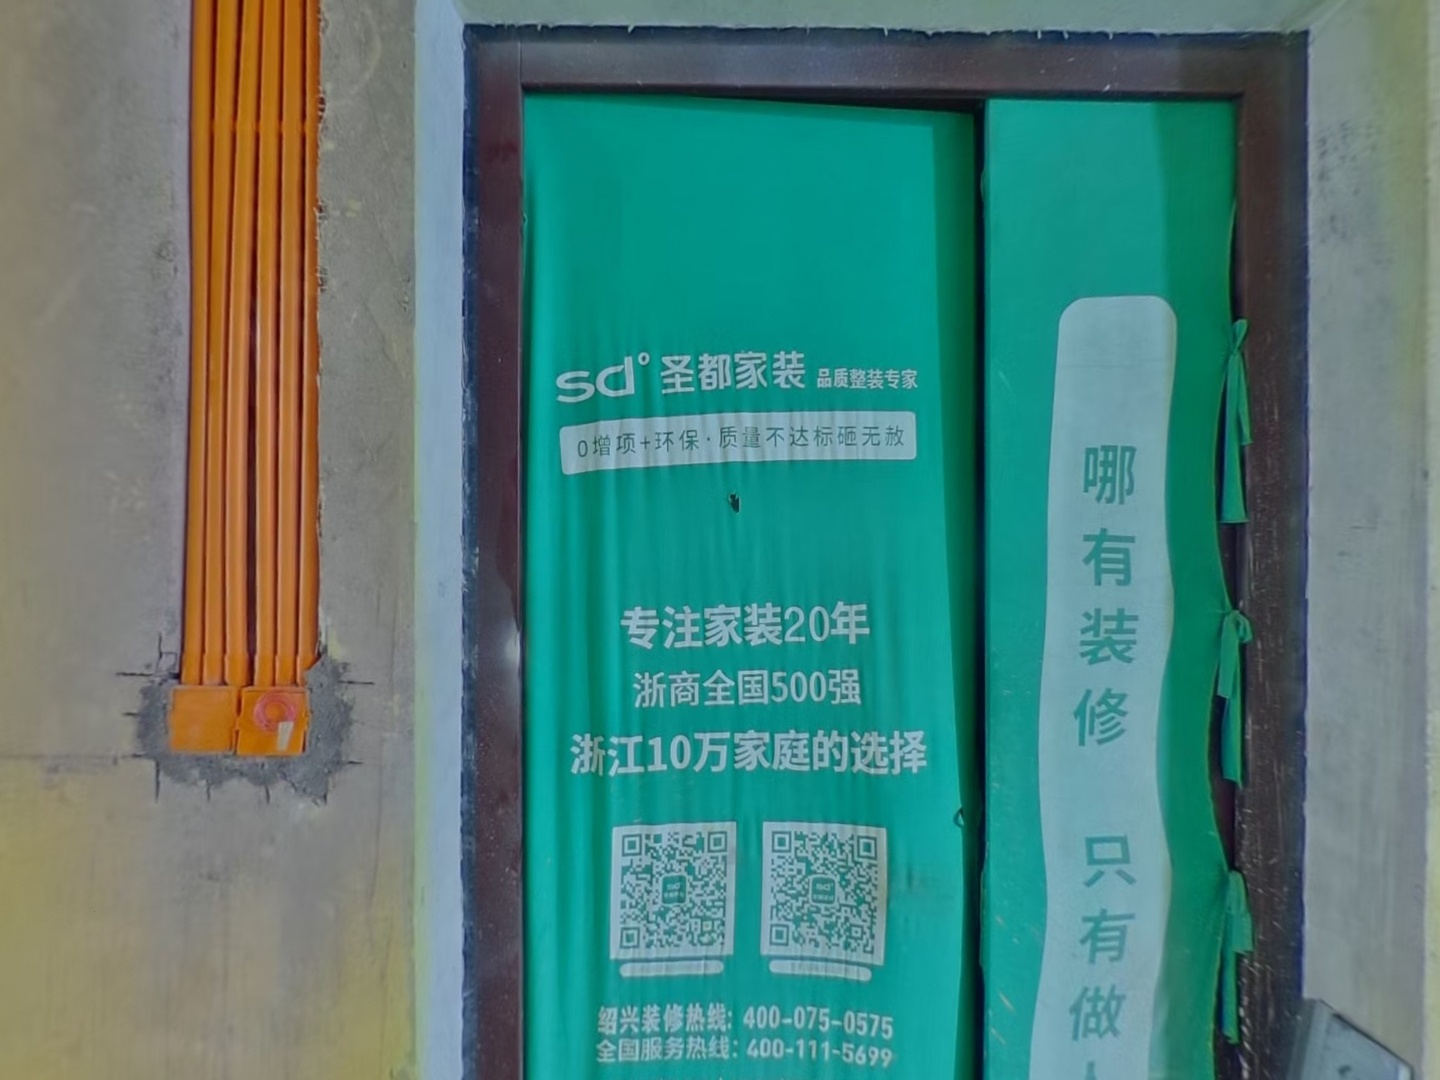 sd° 圣都家装 品质整装专家
0增项+环保·质量不达标砸无赦
专注家装20年
浙商全国500强
浙江10万家庭的选择
绍兴装修热线: 400-075-0575
全国服务热线: 400-111-5699
哪有装修 只有做